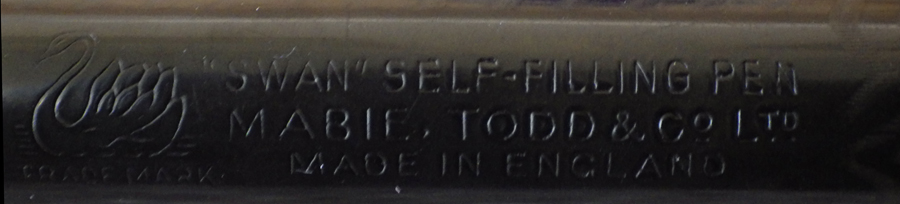 "SWAN" SELF-FILLING PEN
MABIE, TODD & Co LTD
MADE IN ENGLAND
TRADE MARK.